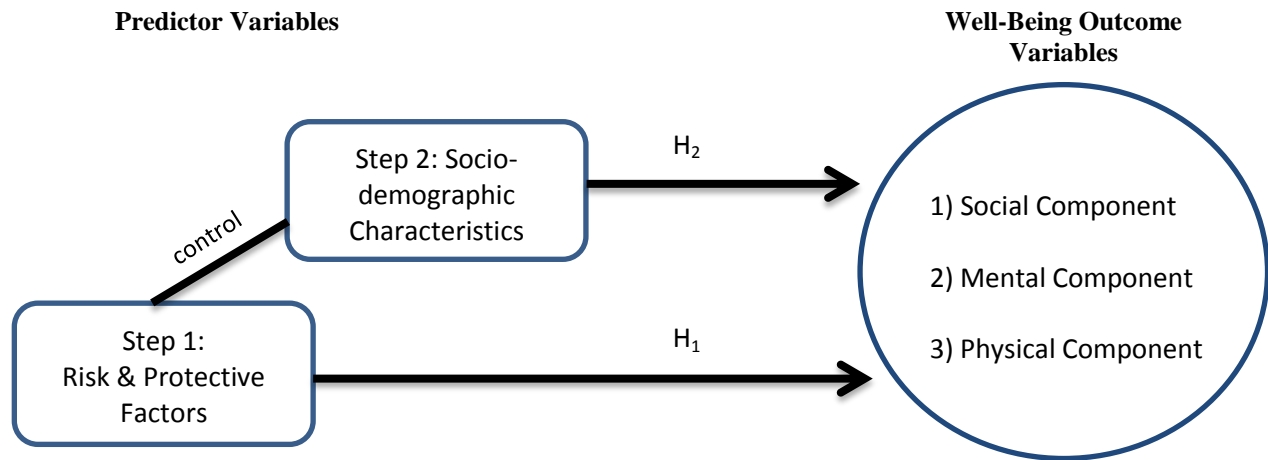 Predictor Variables
Well-Being Outcome
Variables
Step 2: Socio-
demographic
Characteristics
H₂
control
Step 1:
Risk & Protective
Factors
H₁
1) Social Component
2) Mental Component
3) Physical Component